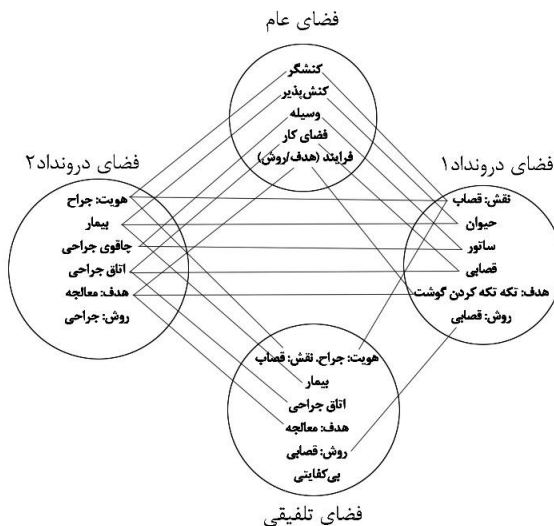 فضای عام
کنشگر
کنش‌پذیر
وسیله
فضای کار
فرایند (هدف/روش)
فضای درونداد۱
نقش: قصاب
حیوان
ساتور
قصابی
هدف: تکه تکه کردن گوشت
روش: قصابی
فضای درونداد۲
هویت: جراح
بیمار
چاقوی جراحی
اتاق جراحی
هدف: معالجه
روش: جراحی
هویت: جراح. نقش: قصاب
بیمار
اتاق جراحی
هدف: معالجه
روش: قصابی
بی‌کفایتی
فضای تلفیقی